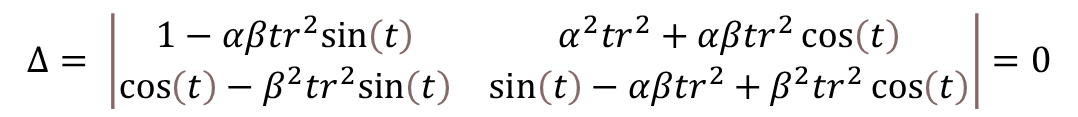 Δ = | 1 − αβtr²sin(t)   α²tr² + αβtr² cos(t) |
| cos(t) − β²tr²sin(t)   sin(t) − αβtr² + β²tr² cos(t) | = 0